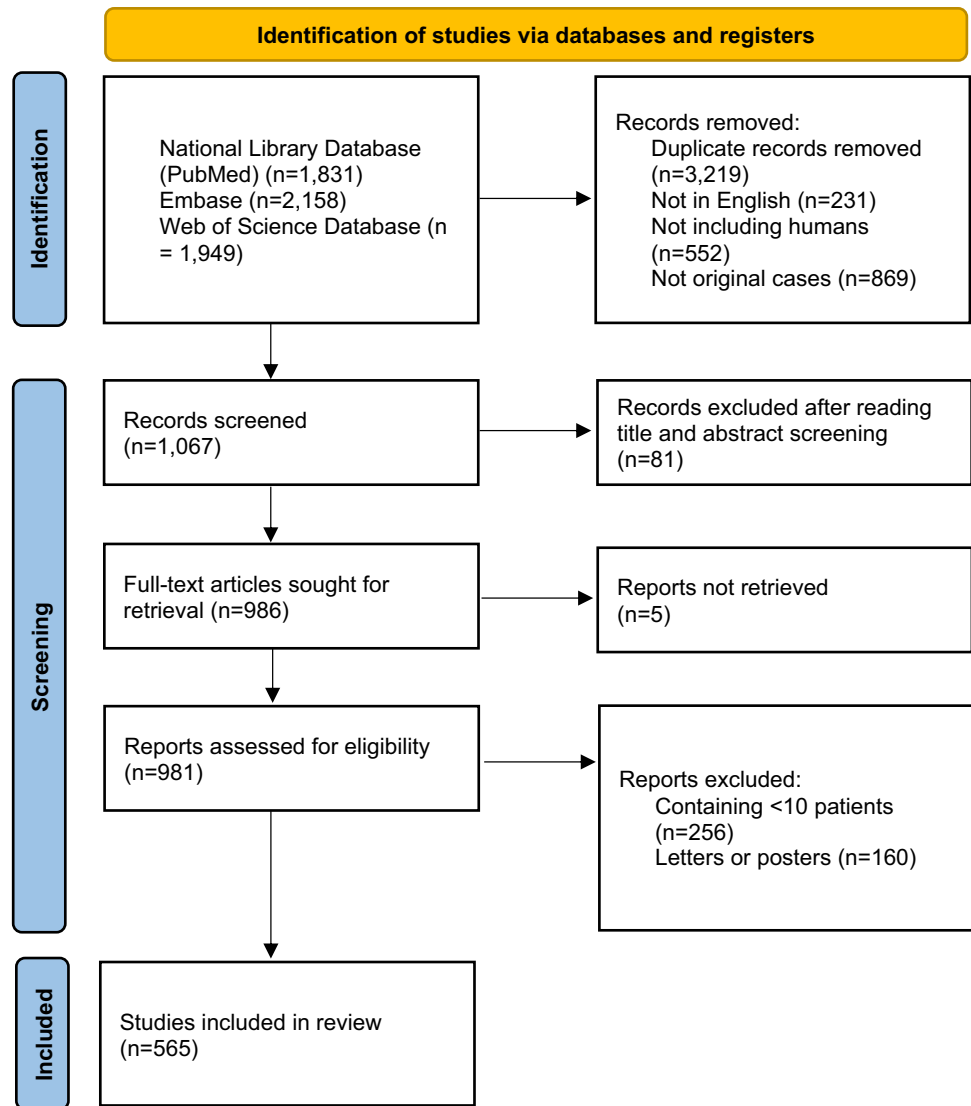 Identification of studies via databases and registers
Identification
National Library Database
(PubMed) (n=1,831)
Embase (n=2,158)
Web of Science Database (n
= 1,949)
Records removed:
Duplicate records removed
(n=3,219)
Not in English (n=231)
Not including humans
(n=552)
Not original cases (n=869)
Screening
Records screened
(n=1,067)
Records excluded after reading
title and abstract screening
(n=81)
Full-text articles sought for
retrieval (n=986)
Reports not retrieved
(n=5)
Reports assessed for eligibility
(n=981)
Reports excluded:
Containing <10 patients
(n=256)
Letters or posters (n=160)
Included
Studies included in review
(n=565)